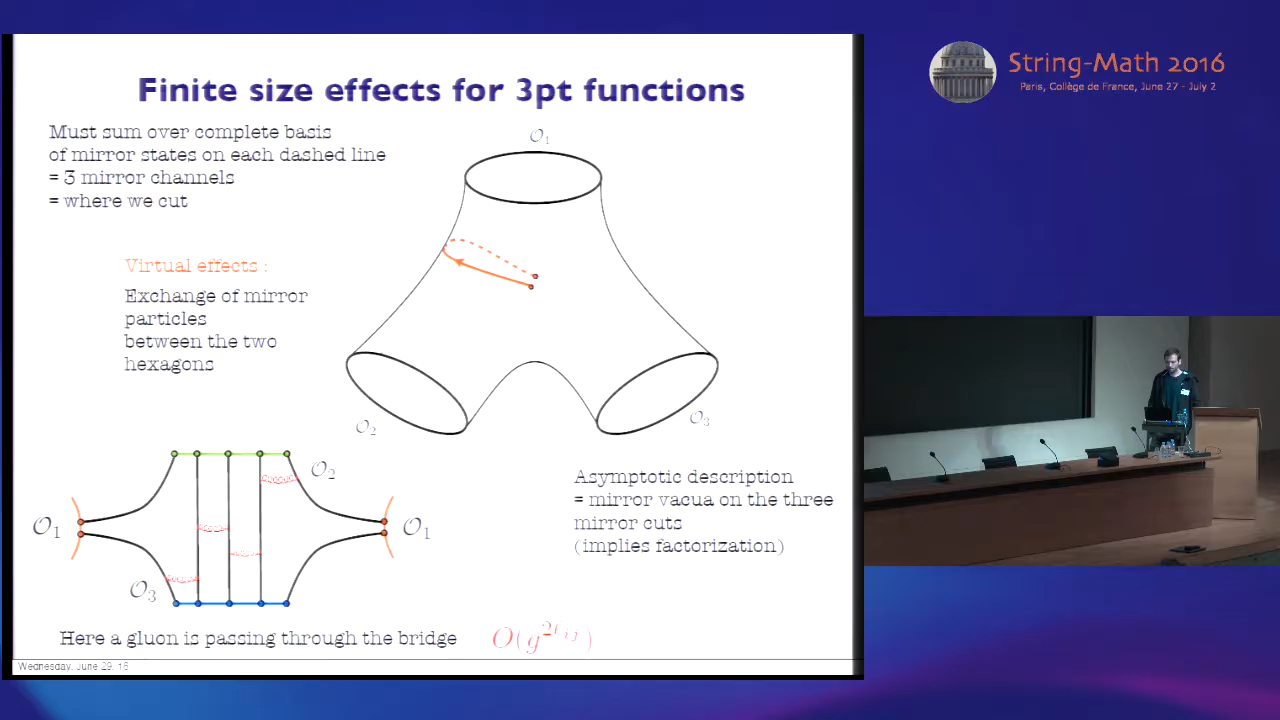 Finite size effects for 3pt functions
Must sum over complete basis
of mirror states on each dashed line
= 3 mirror channels
= where we cut
O₁
Virtual effects :
Exchange of mirror
particles
between the two
hexagons
O₂
O₃
O₂
O₁
O₁
O₃
Asymptotic description
= mirror vacua on the three
mirror cuts
(implies factorization)
Here a gluon is passing through the bridge
O(g^{2ℓ_{ij}})
Wednesday, June 29, 16
String-Math 2016
Paris, Collège de France, June 27 - July 2